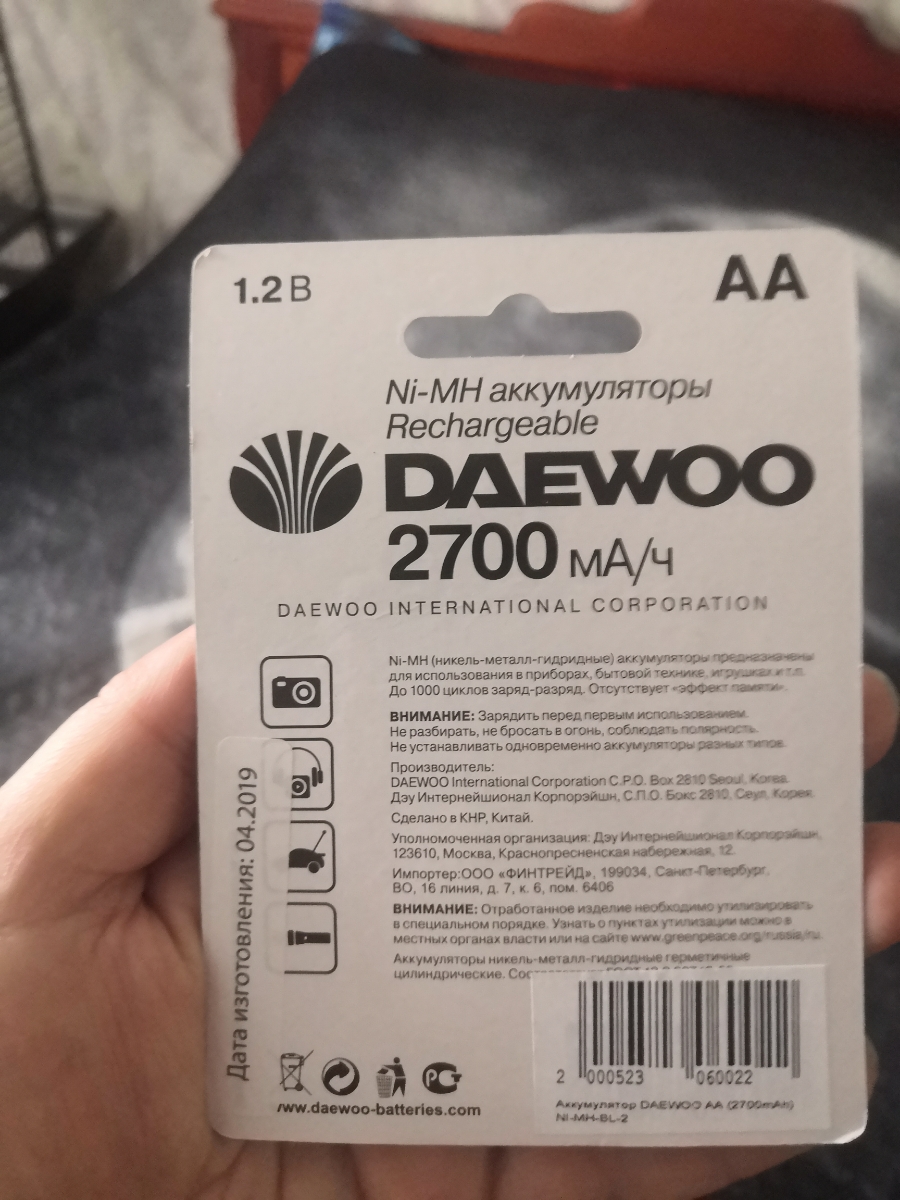 1.2 В
AA
Ni-MH аккумуляторы
Rechargeable
DAEWOO
2700 мА/ч
DAEWOO INTERNATIONAL CORPORATION
Ni-MH (никель-металл-гидридные) аккумуляторы предназначены
для использования в приборах, бытовой технике, игрушках и т.п.
До 1000 циклов заряд-разряд. Отсутствует «эффект памяти».
ВНИМАНИЕ: Зарядить перед первым использованием.
Не разбирать, не бросать в огонь, соблюдать полярность.
Не устанавливать одновременно аккумуляторы разных типов.
Производитель:
DAEWOO International Corporation C.P.O. Box 2810 Seoul, Korea.
Дэу Интернейшионал Корпорэйшн, С.П.О. Бокс 2810, Сеул, Корея.
Сделано в КНР, Китай.
Уполномоченная организация: Дэу Интернейшионал Корпорэйшн,
123610, Москва, Краснопресненская набережная, 12.
Импортер:ООО «ФИНТРЕЙД», 199034, Санкт-Петербург,
ВО, 16 линия, д. 7, к. 6, пом. 6406
ВНИМАНИЕ: Отработанное изделие необходимо утилизировать
в специальном порядке. Узнать о пунктах утилизации можно в
местных органах власти или на сайте www.greenpeace.org/russia/ru.
Аккумуляторы никель-металл-гидридные герметичные
цилиндрические.
Дата изготовления: 04.2019
/ww.daewoo-batteries.com
2 000523 060022
Аккумулятор DAEWOO AA (2700mAh)
NI-MH-BL-2